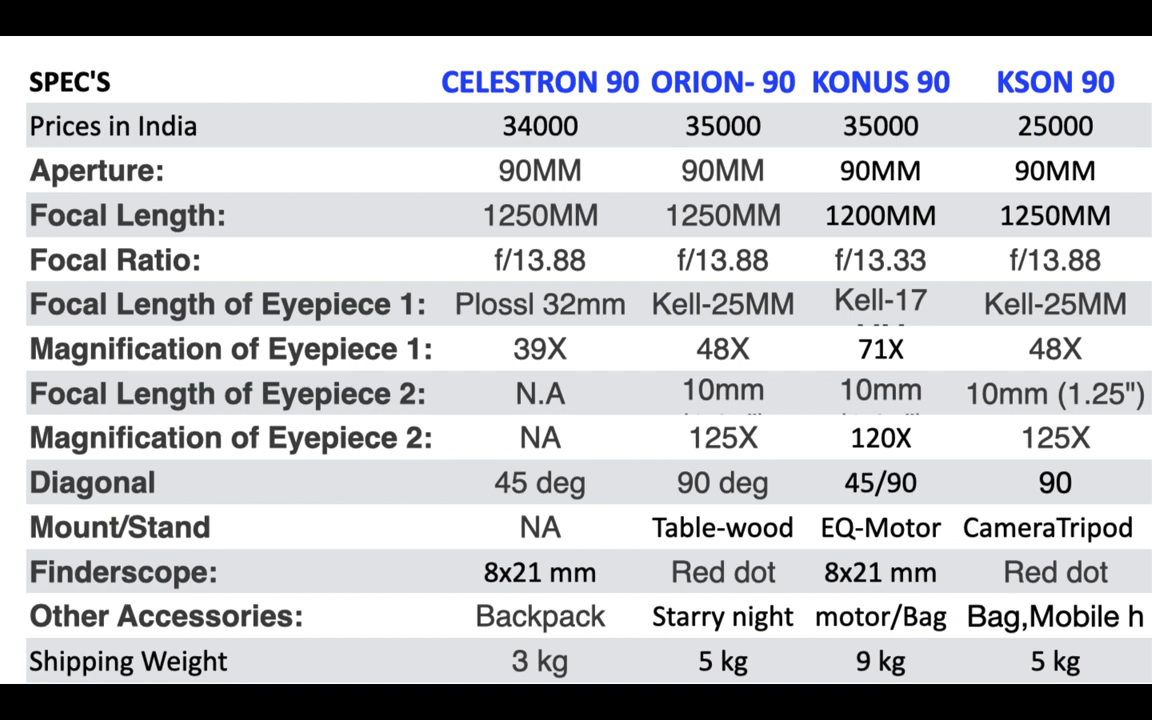 SPEC'S CELESTRON 90 ORION- 90 KONUS 90 KSON 90
Prices in India 34000 35000 35000 25000
Aperture: 90MM 90MM 90MM 90MM
Focal Length: 1250MM 1250MM 1200MM 1250MM
Focal Ratio: f/13.88 f/13.88 f/13.33 f/13.88
Focal Length of Eyepiece 1: Plossl 32mm Kell-25MM Kell-17 Kell-25MM
Magnification of Eyepiece 1: 39X 48X 71X 48X
Focal Length of Eyepiece 2: N.A 10mm 10mm 10mm (1.25")
Magnification of Eyepiece 2: NA 125X 120X 125X
Diagonal 45 deg 90 deg 45/90 90
Mount/Stand NA Table-wood EQ-Motor CameraTripod
Finderscope: 8x21 mm Red dot 8x21 mm Red dot
Other Accessories: Backpack Starry night motor/Bag Bag,Mobile h
Shipping Weight 3 kg 5 kg 9 kg 5 kg